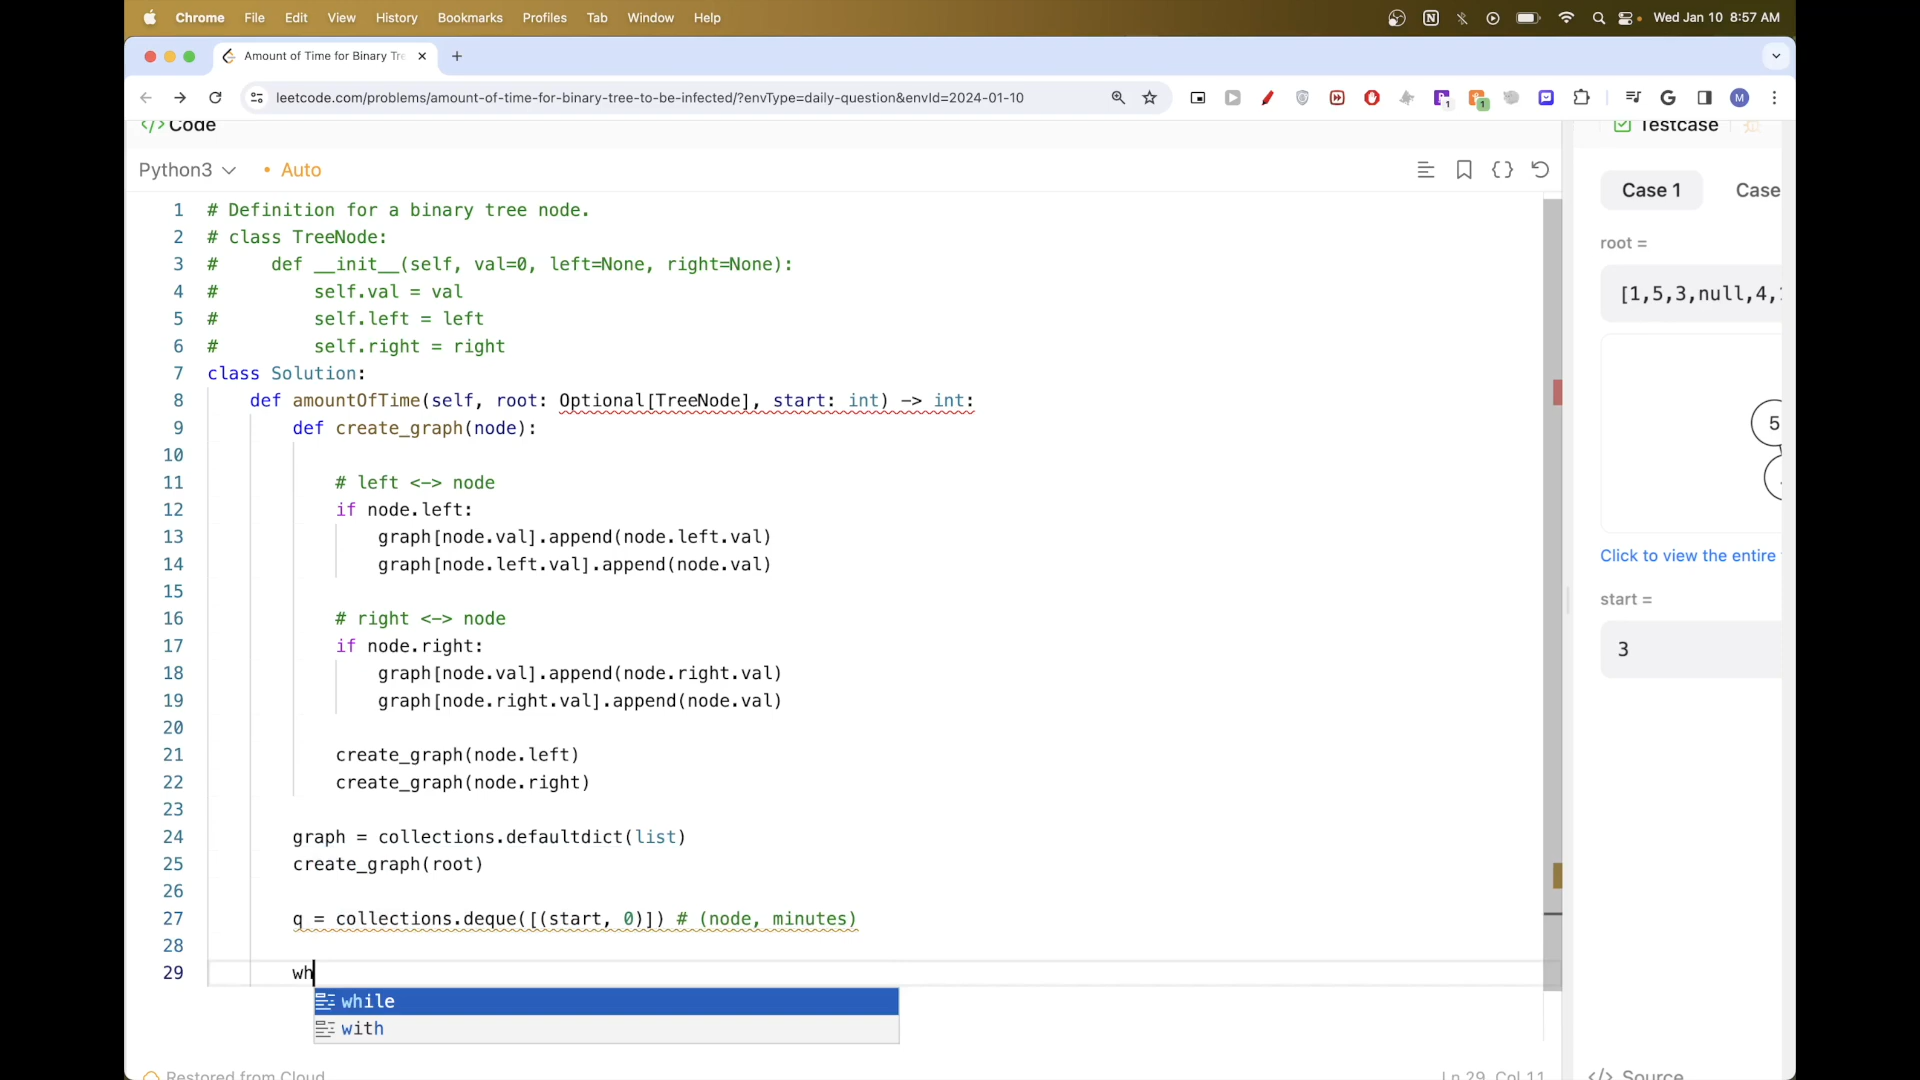 Chrome File Edit View History Bookmarks Profiles Tab Window Help Wed Jan 10 8:57 AM
Amount of Time for Binary Tre
leetcode.com/problems/amount-of-time-for-binary-tree-to-be-infected/?envType=daily-question&envId=2024-01-10
</> Code
Testcase
Python3 • Auto
1 # Definition for a binary tree node.
2 # class TreeNode:
3 #     def __init__(self, val=0, left=None, right=None):
4 #         self.val = val
5 #         self.left = left
6 #         self.right = right
7 class Solution:
8     def amountOfTime(self, root: Optional[TreeNode], start: int) -> int:
9         def create_graph(node):
10
11             # left <-> node
12             if node.left:
13                 graph[node.val].append(node.left.val)
14                 graph[node.left.val].append(node.val)
15
16             # right <-> node
17             if node.right:
18                 graph[node.val].append(node.right.val)
19                 graph[node.right.val].append(node.val)
20
21             create_graph(node.left)
22             create_graph(node.right)
23
24         graph = collections.defaultdict(list)
25         create_graph(root)
26
27         q = collections.deque([(start, 0)]) # (node, minutes)
28
29         wh
while
with
Restored from Cloud
Ln 29, Col 11
Case 1 Case
root =
[1,5,3,null,4,
5
Click to view the entire
start =
3
</> Source